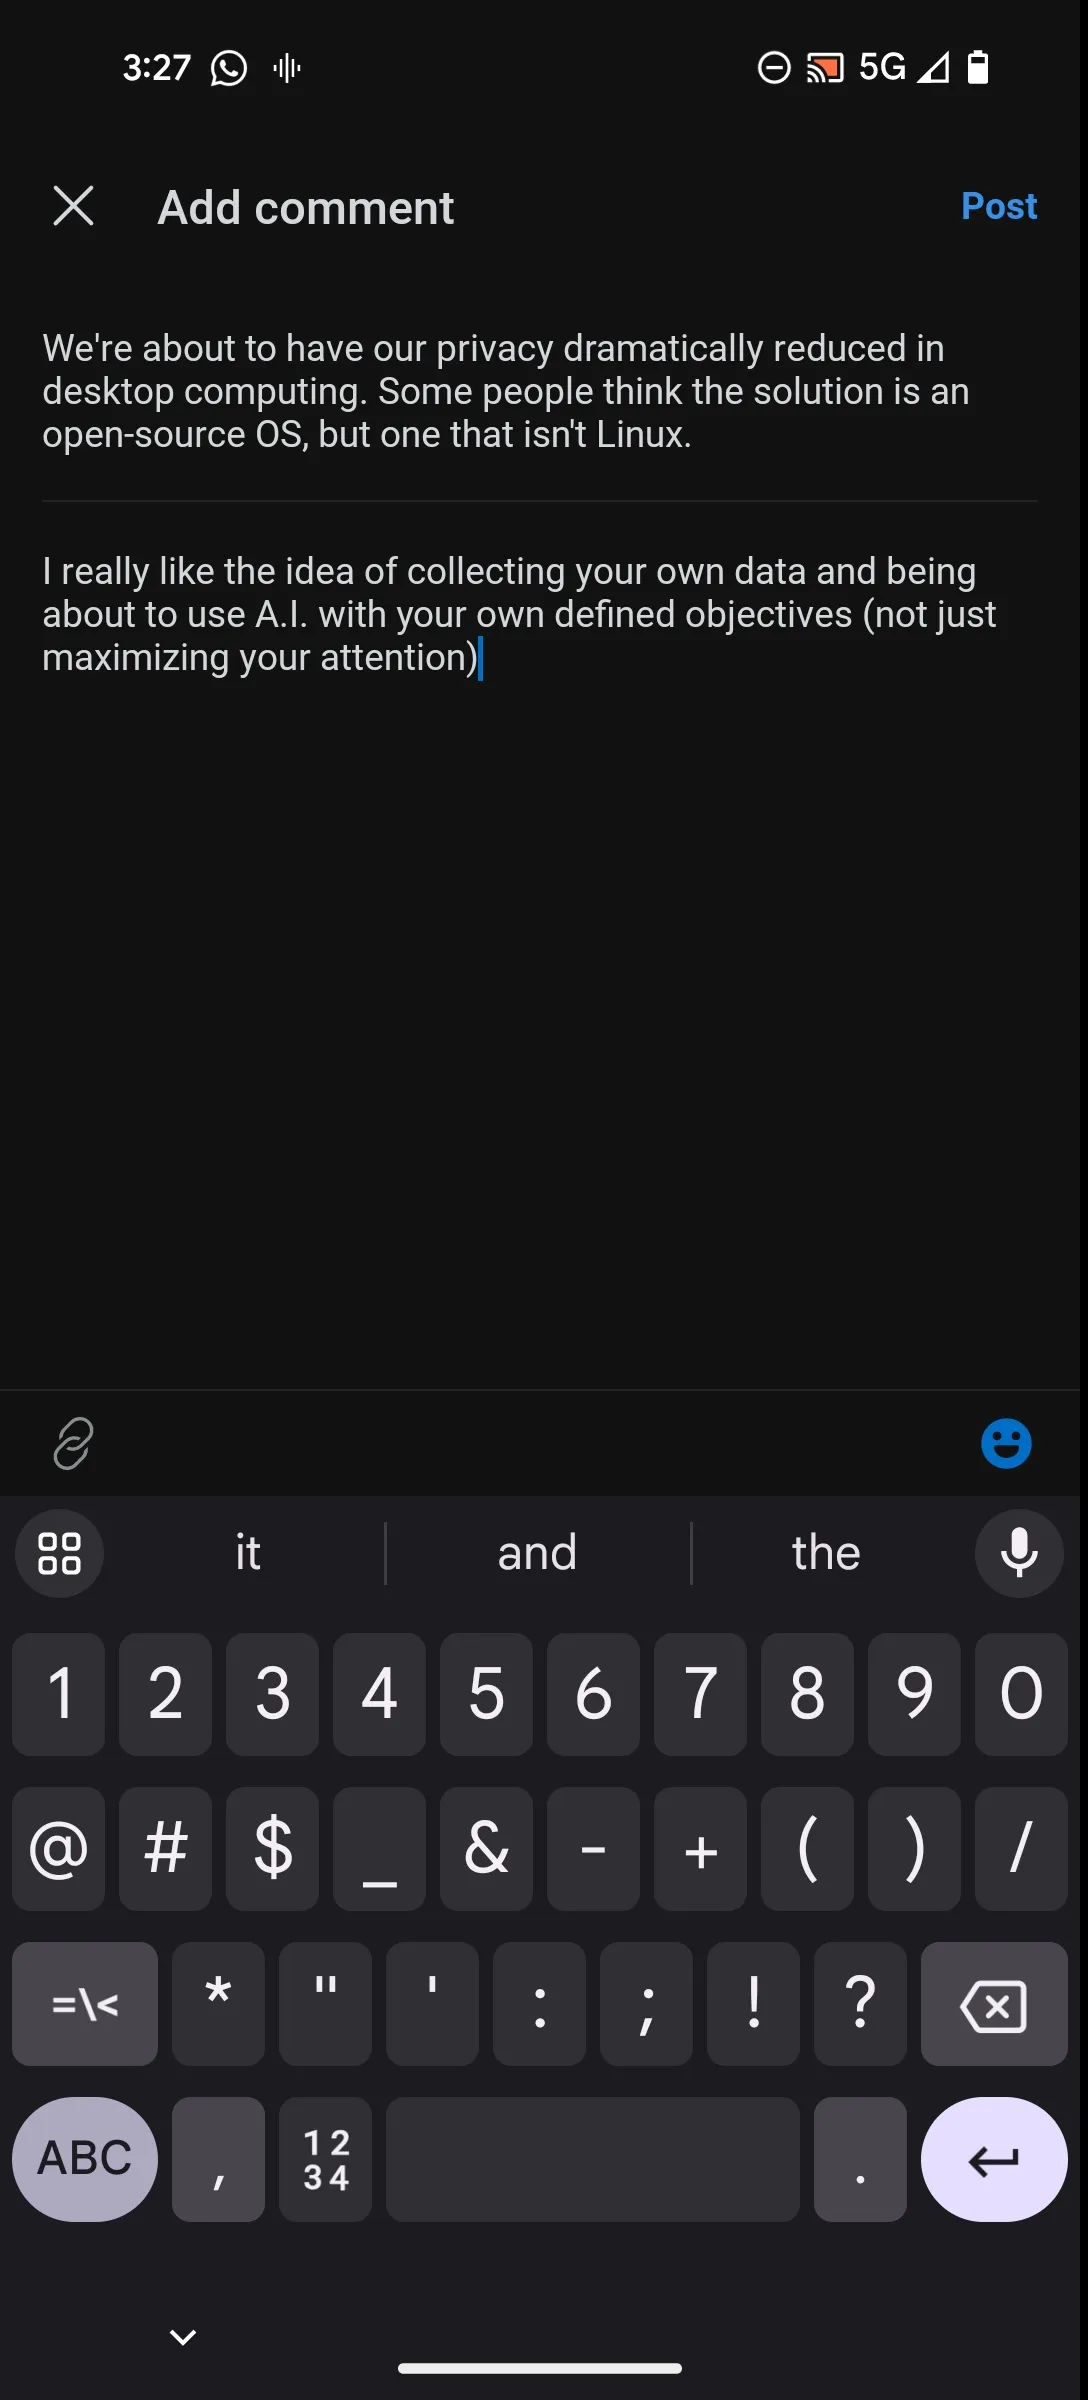 3:27 5G
Add comment Post
We're about to have our privacy dramatically reduced in
desktop computing. Some people think the solution is an
open-source OS, but one that isn't Linux.
I really like the idea of collecting your own data and being
about to use A.I. with your own defined objectives (not just
maximizing your attention)
it and the
1 2 3 4 5 6 7 8 9 0
@ # $ _ & - + ( ) /
=\< * " ' : ; ! ?
ABC , 12 .
34